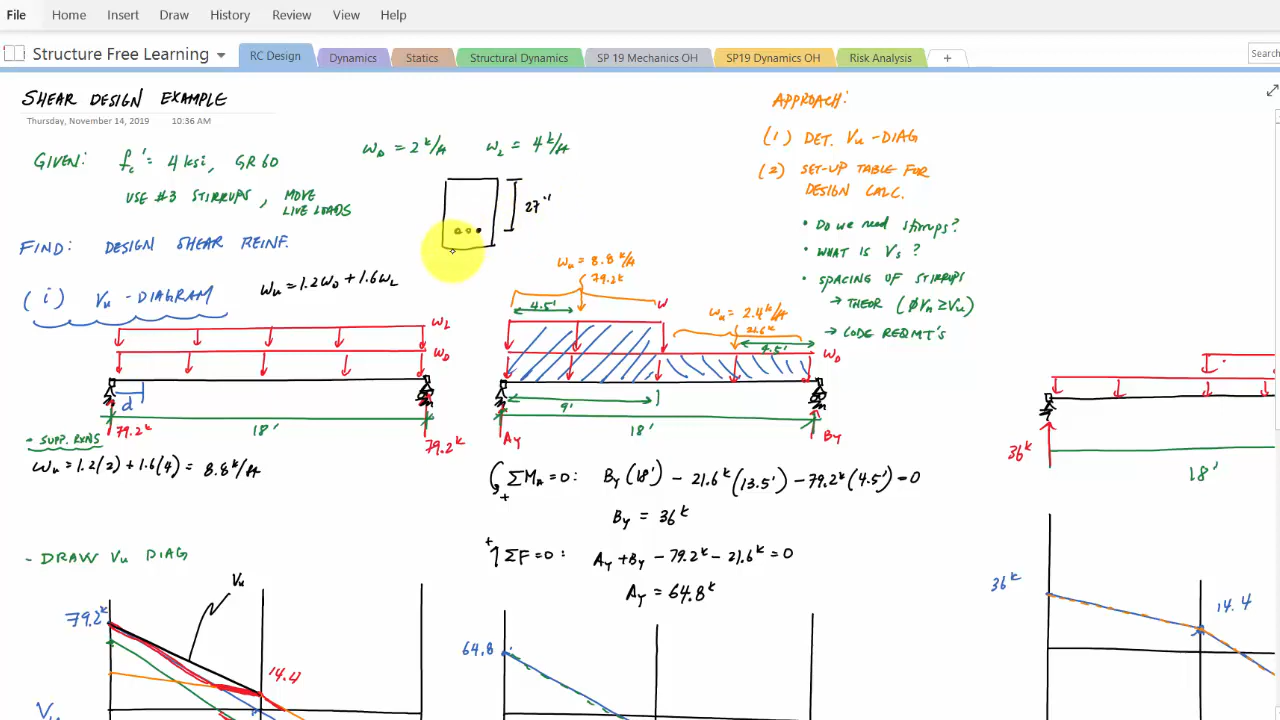 File Home Insert Draw History Review View Help
Structure Free Learning RC Design Dynamics Statics Structural Dynamics SP 19 Mechanics OH SP19 Dynamics OH Risk Analysis + Search
SHEAR DESIGN EXAMPLE
Thursday, November 14, 2019 10:36 AM
GIVEN: fc' = 4 ksi, GR 60
USE #3 STIRRUPS, MOVE LIVE LOADS
wD = 2 k/ft wL = 4 k/ft
27"
FIND: DESIGN SHEAR REINF.
(i) Vu - DIAGRAM
wu = 1.2wD + 1.6wL
wL
wD
d
79.2k
18'
79.2k
- SUPP. RXNS
wu = 1.2(2) + 1.6(4) = 8.8 k/ft
- DRAW Vu DIAG
Vu
79.2k
14.4
Vu
wu = 8.8 k/ft
79.2k
4.5'
w
wu = 2.4 k/ft
21.6k
4.5'
wD
9'
18'
Ay
By
+ ΣMA = 0: By(18') - 21.6k(13.5') - 79.2k(4.5') = 0
By = 36k
+↑ΣF = 0: Ay + By - 79.2k - 21.6k = 0
Ay = 64.8k
64.8
APPROACH:
(1) DET. Vu - DIAG
(2) SET-UP TABLE FOR
DESIGN CALC.
• Do we need stirrups?
• WHAT IS Vs ?
• SPACING OF STIRRUPS
→ THEOR (ϕVn ≥ Vu)
→ CODE REQMT'S
36k
18'
36k
14.4